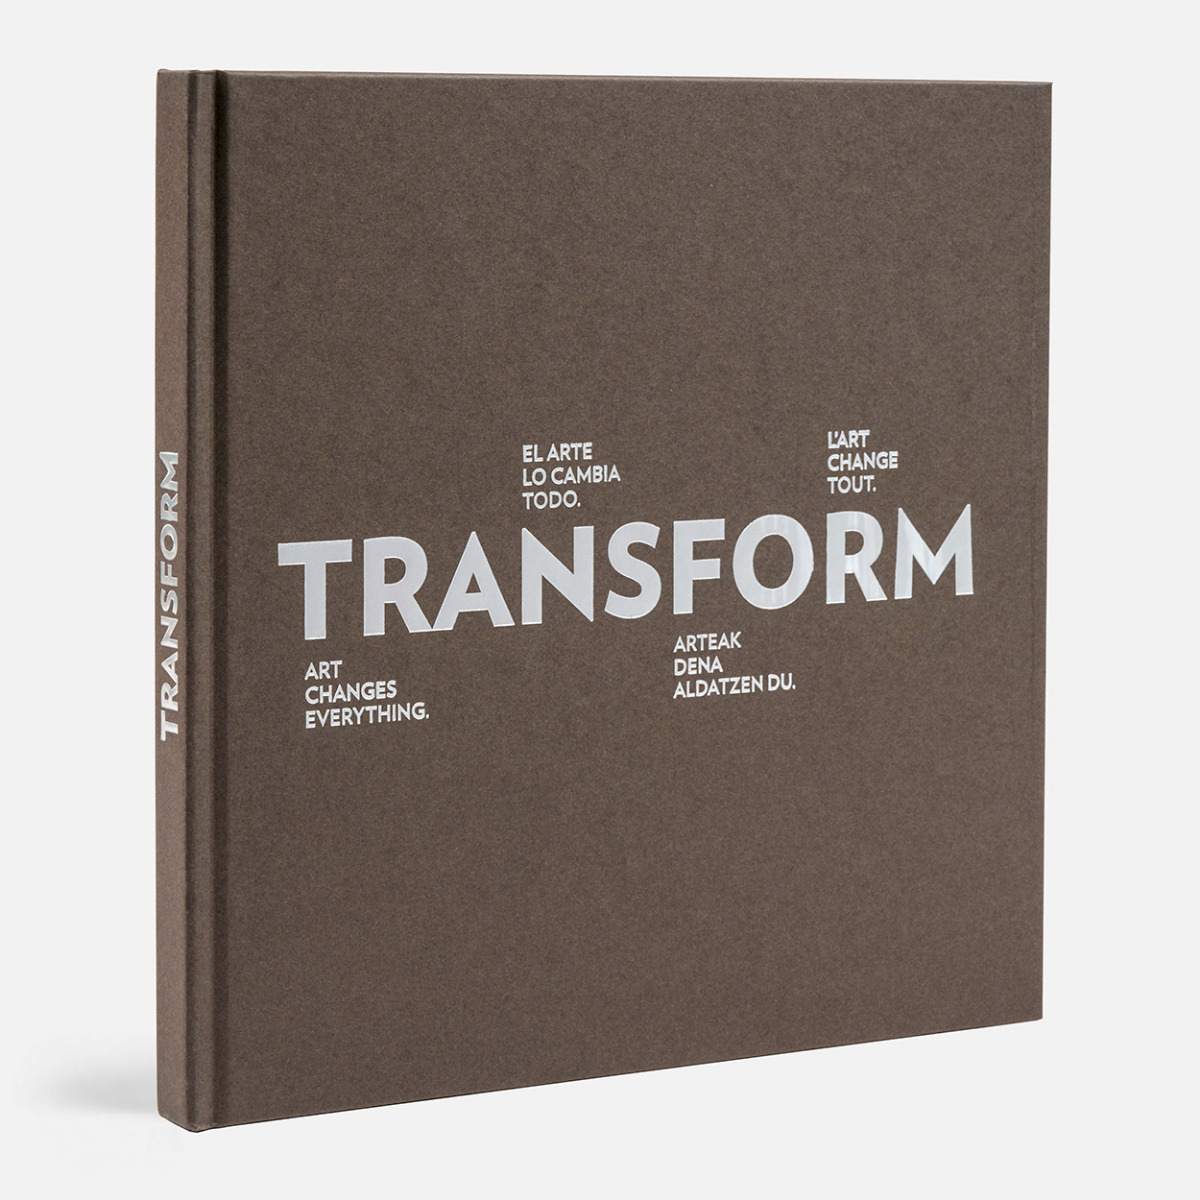 TRANSFORM
EL ARTE
LO CAMBIA
TODO.
L'ART
CHANGE
TOUT.
TRANSFORM
ART
CHANGES
EVERYTHING.
ARTEAK
DENA
ALDATZEN DU.